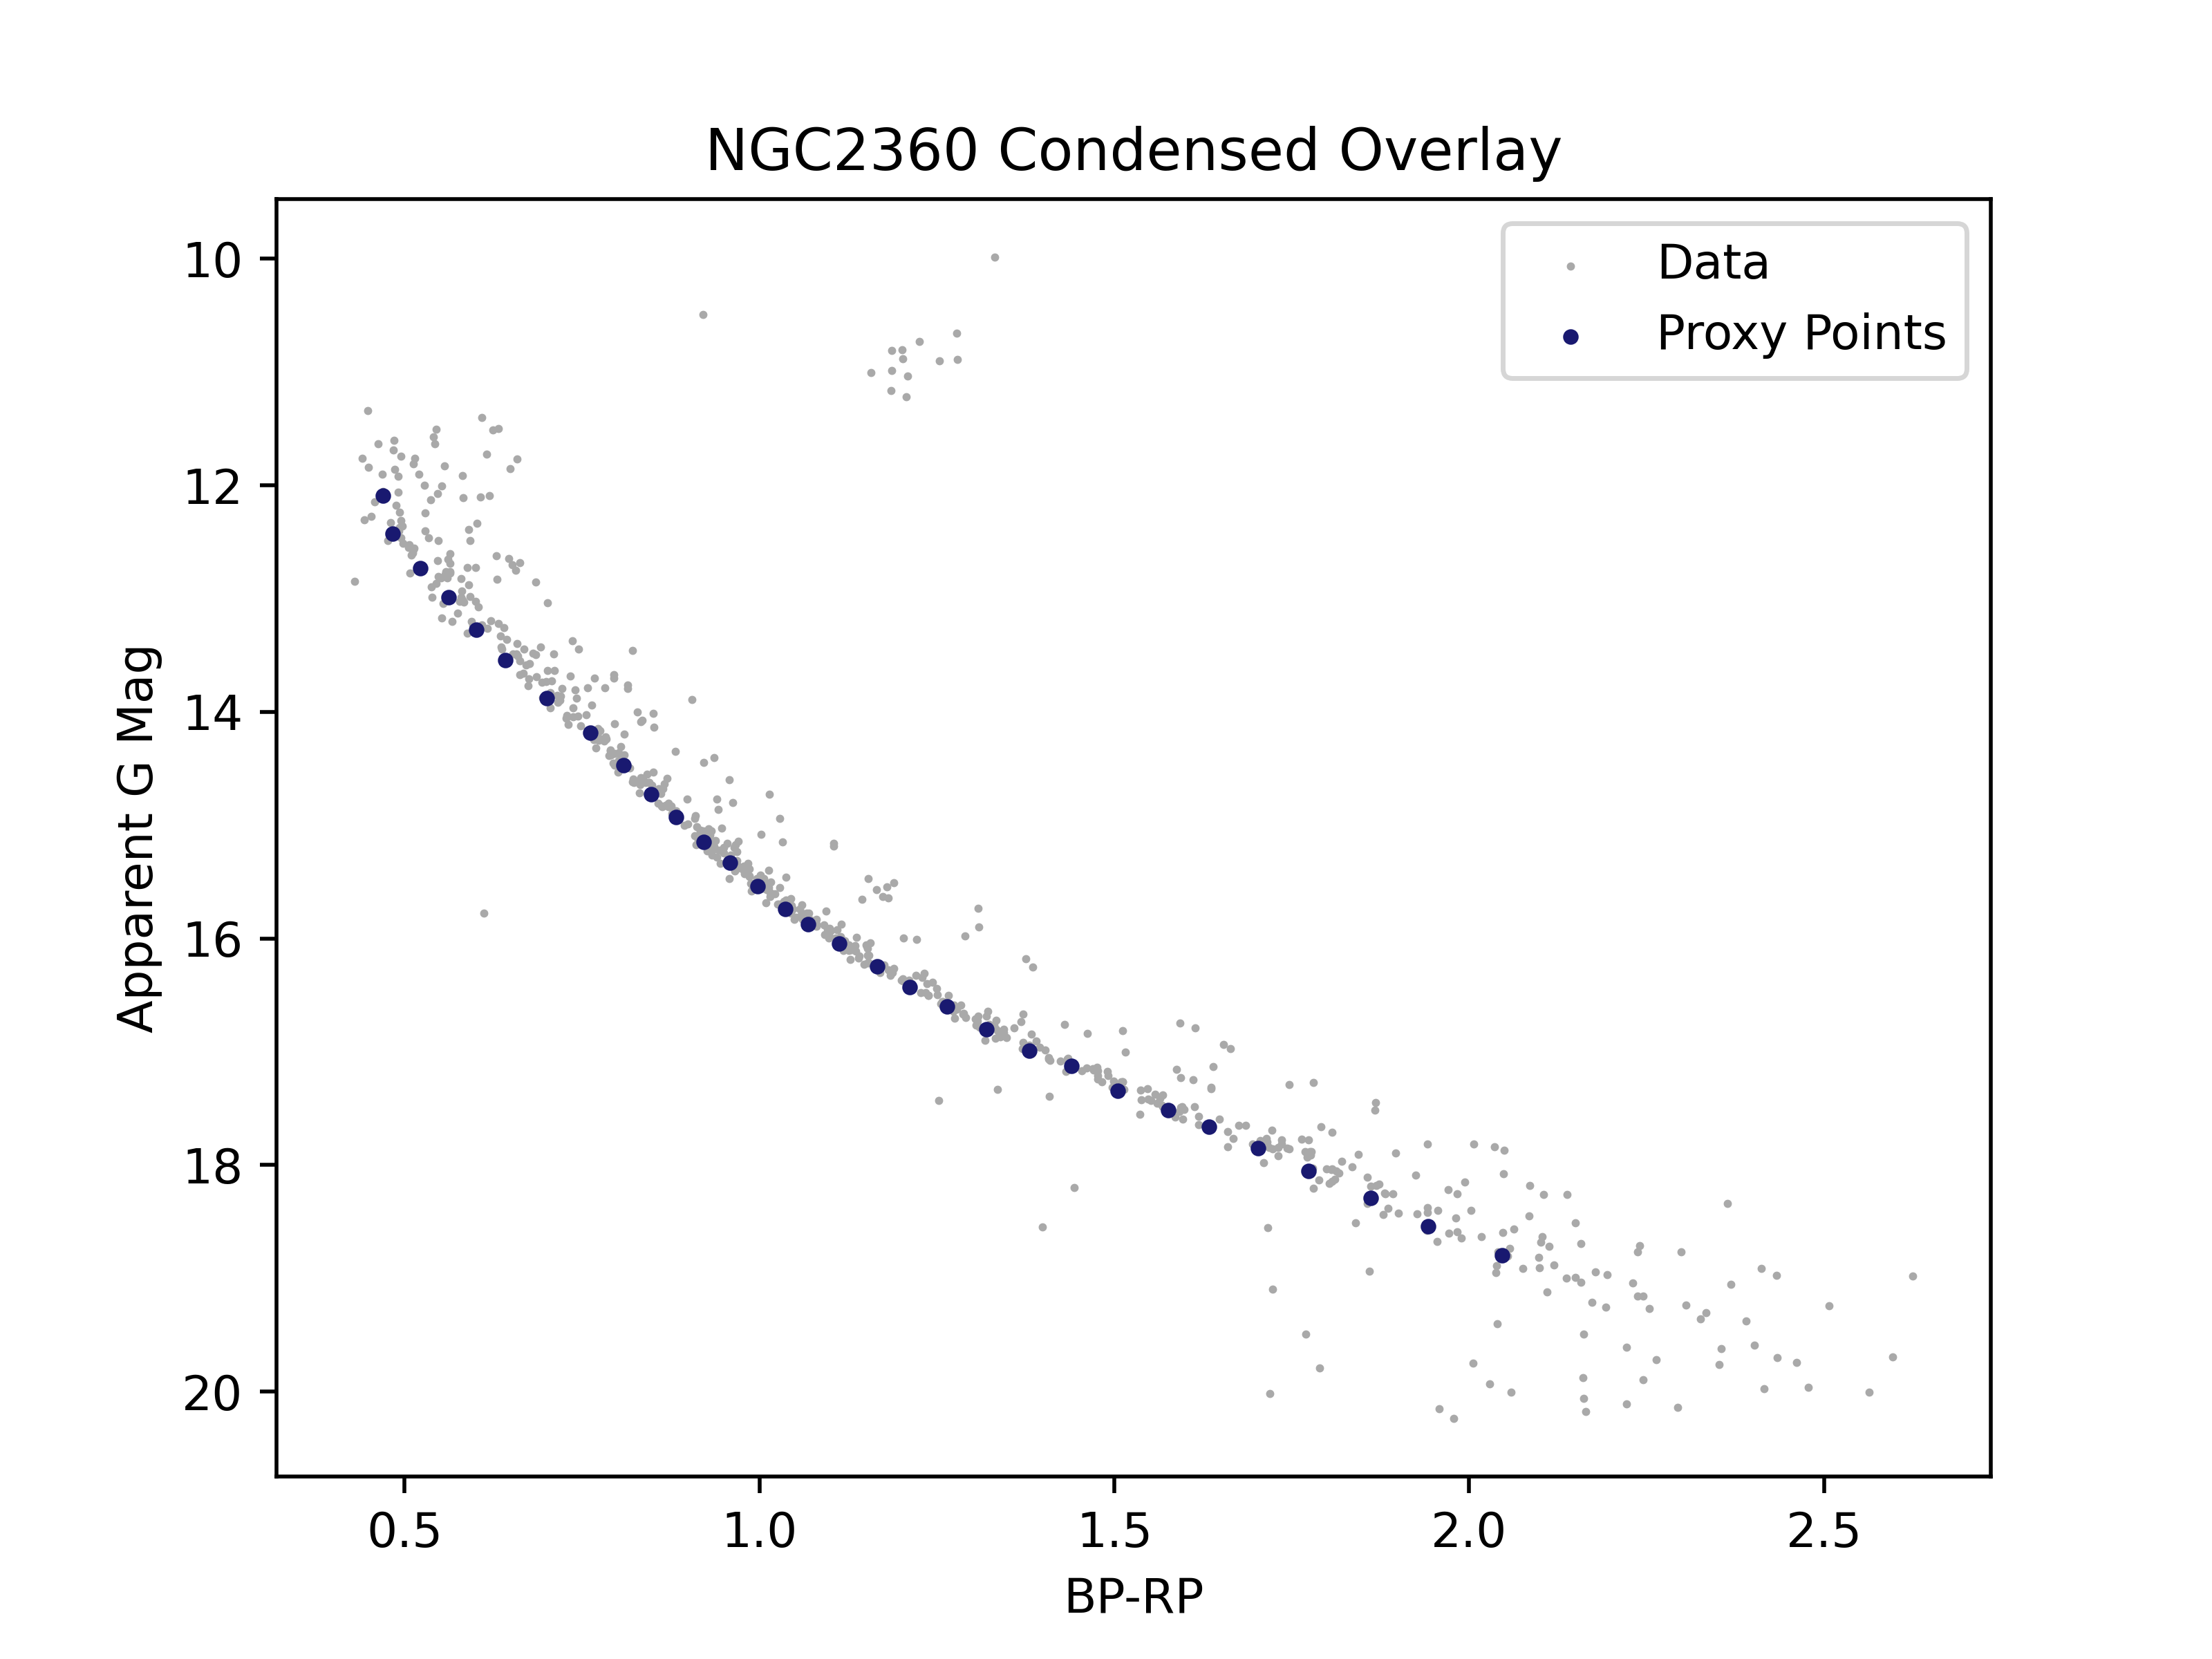 NGC2360 Condensed Overlay
Data
Proxy Points
Apparent G Mag
10
12
14
16
18
20
0.5 1.0 1.5 2.0 2.5
BP-RP